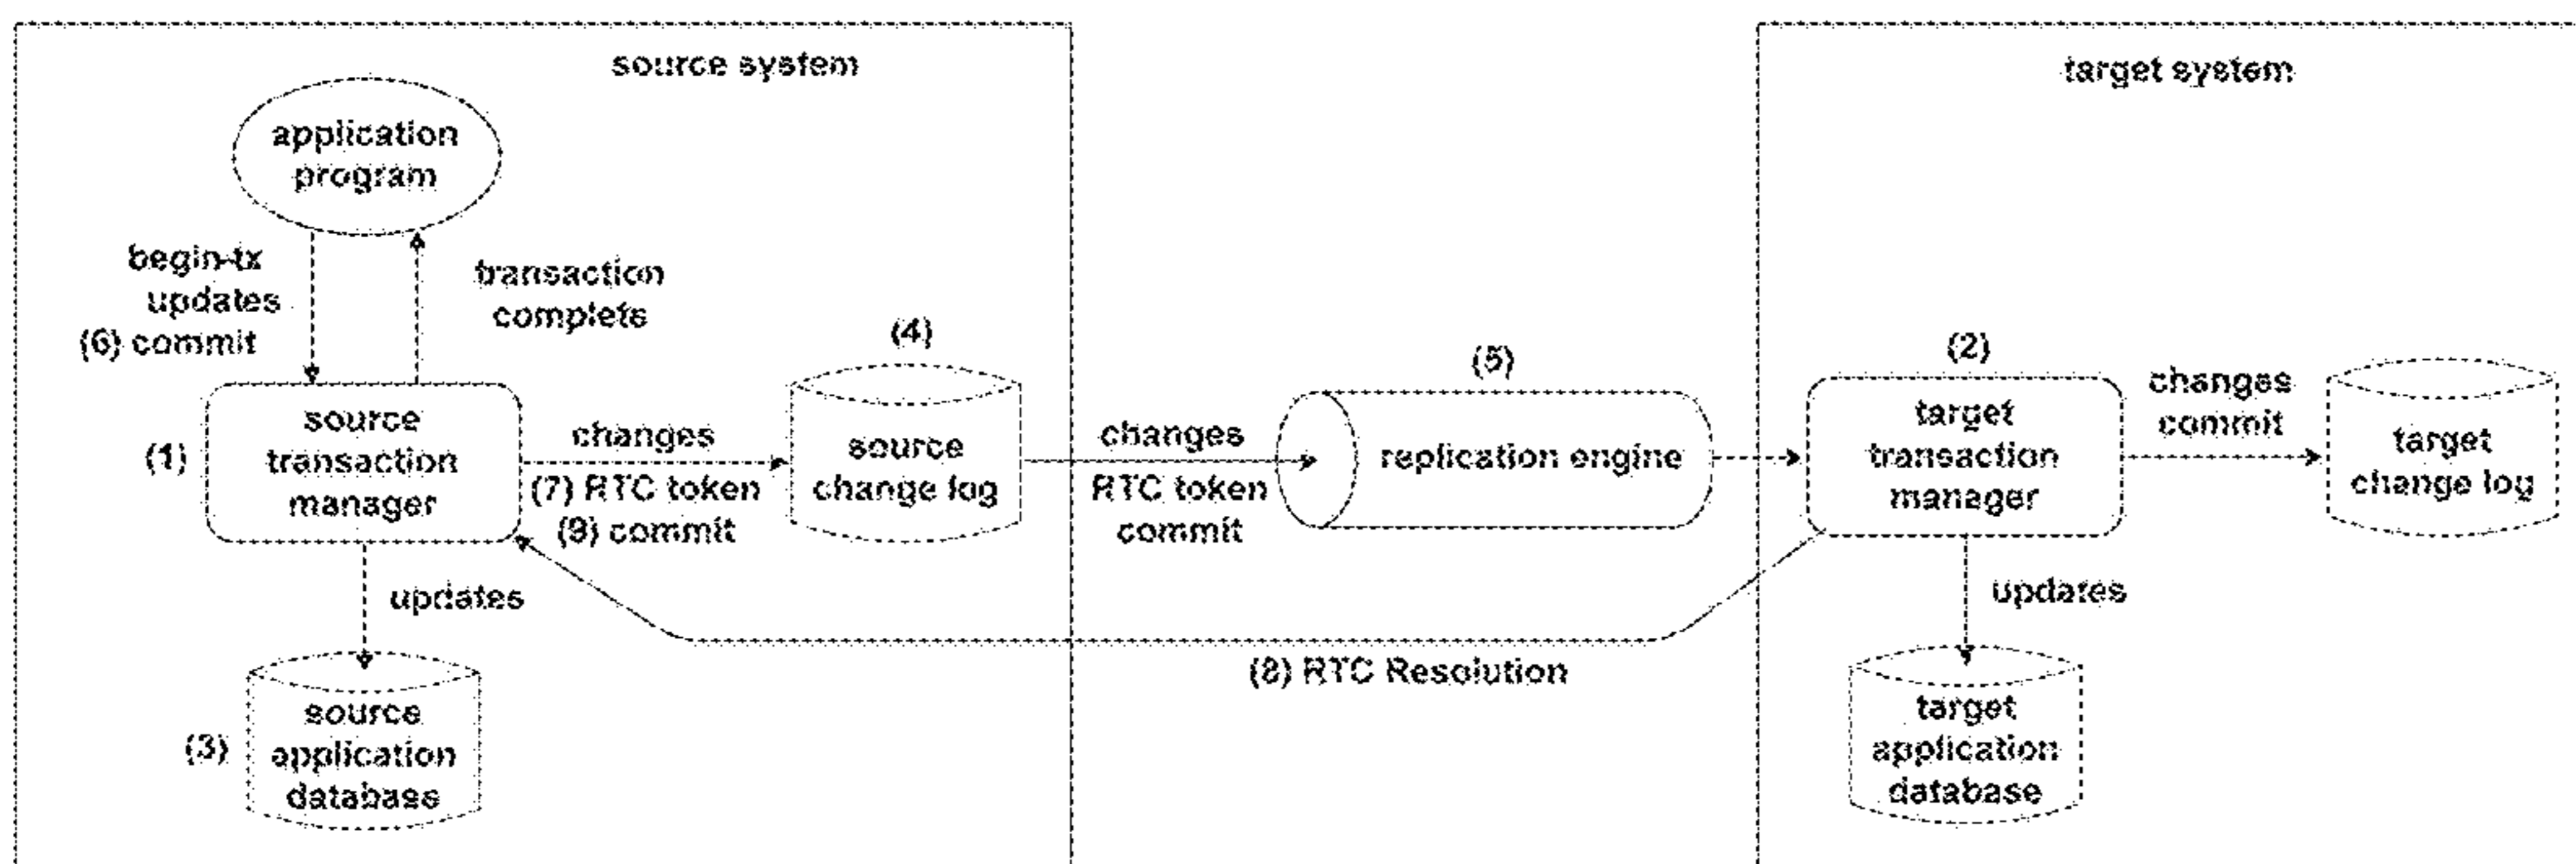 source system
target system
application
program
begin-tx
updates
(6) commit
transaction
complete
(1)
source
transaction
manager
changes
(7) RTC token
(9) commit
(4)
source
change log
changes
RTC token
commit
(5)
replication engine
(2)
target
transaction
manager
changes
commit
target
change log
updates
(8) RTC Resolution
updates
(3)
source
application
database
target
application
database